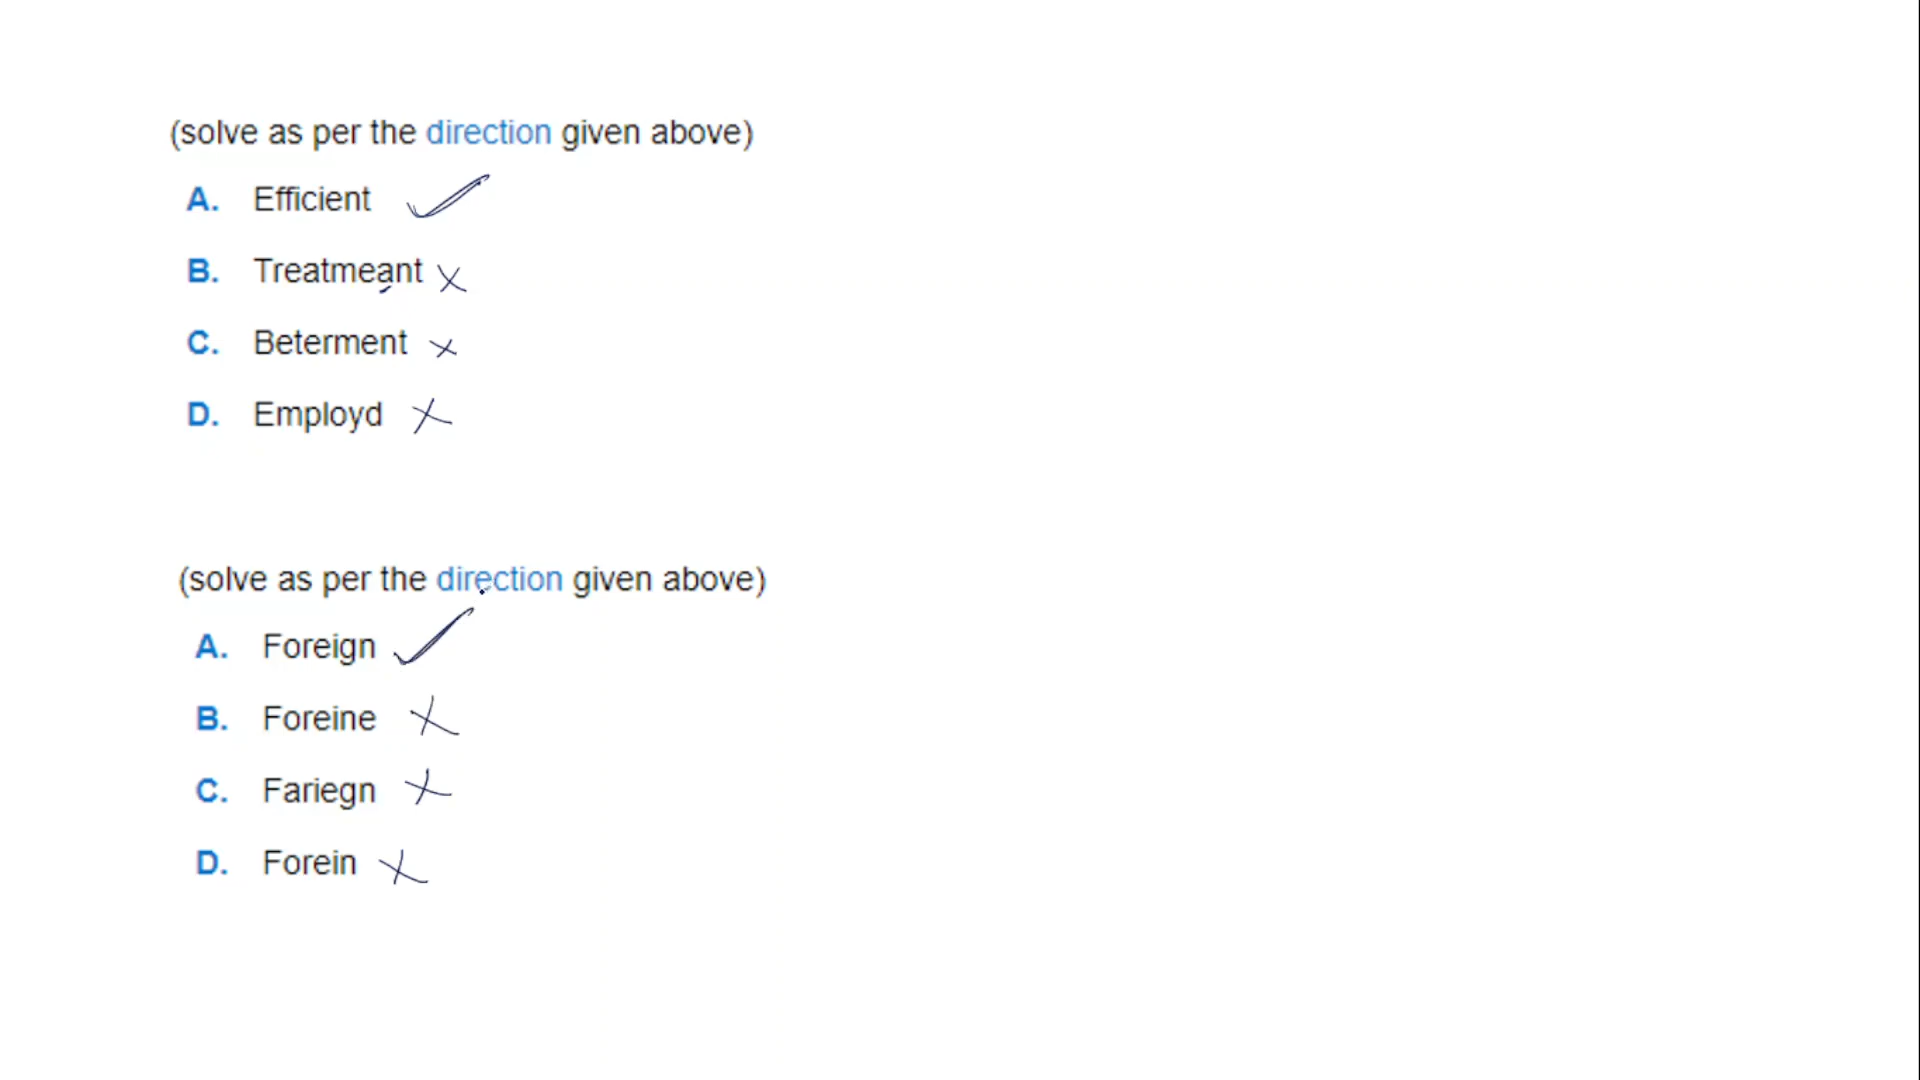 (solve as per the direction given above)
A. Efficient
B. Treatmeant
C. Beterment
D. Employd
(solve as per the direction given above)
A. Foreign
B. Foreine
C. Fariegn
D. Forein